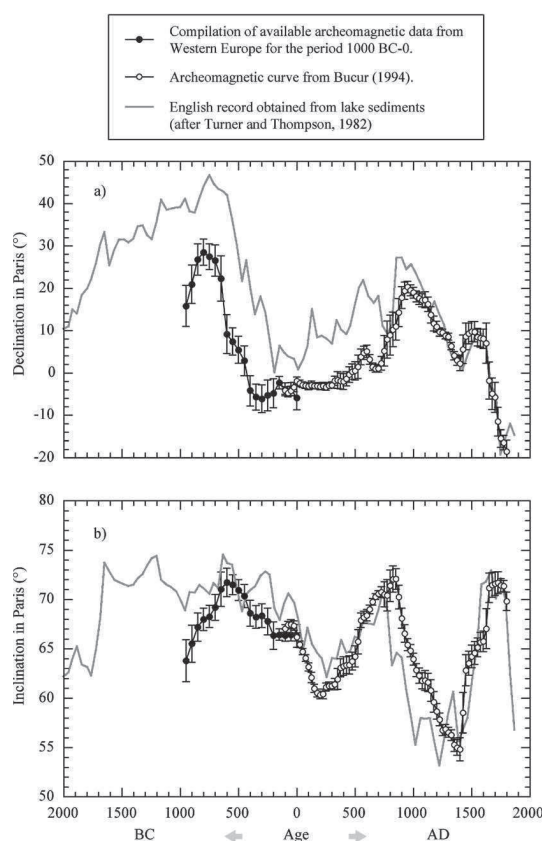 Compilation of available archeomagnetic data from
Western Europe for the period 1000 BC-0.
Archeomagnetic curve from Bucur (1994).
English record obtained from lake sediments
(after Turner and Thompson, 1982)
a)
Declination in Paris (°)
50
40
30
20
10
0
-10
-20
b)
Inclination in Paris (°)
80
75
70
65
60
55
50
2000 1500 1000 500 0 500 1000 1500 2000
BC Age AD